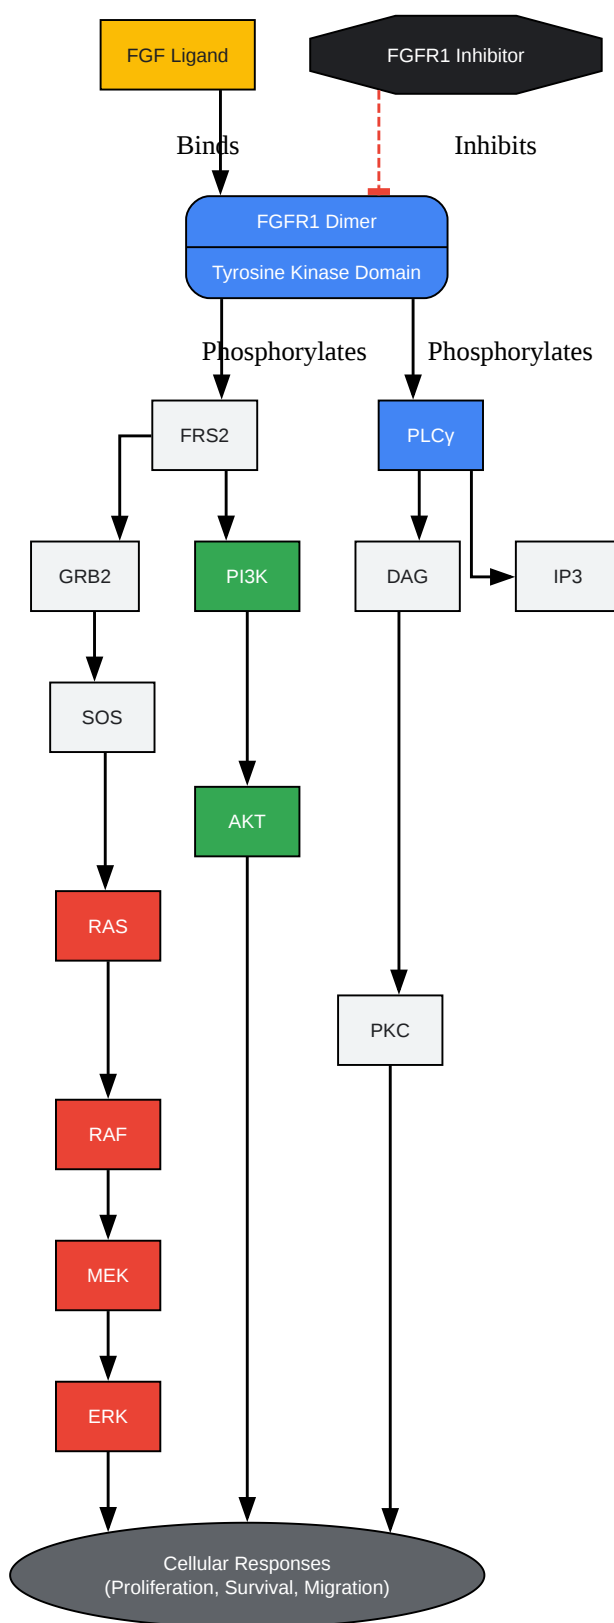 FGF Ligand
FGFR1 Inhibitor
Binds
Inhibits
FGFR1 Dimer
Tyrosine Kinase Domain
Phosphorylates
Phosphorylates
FRS2
PLCγ
GRB2
PI3K
DAG
IP3
SOS
AKT
RAS
PKC
RAF
MEK
ERK
Cellular Responses
(Proliferation, Survival, Migration)